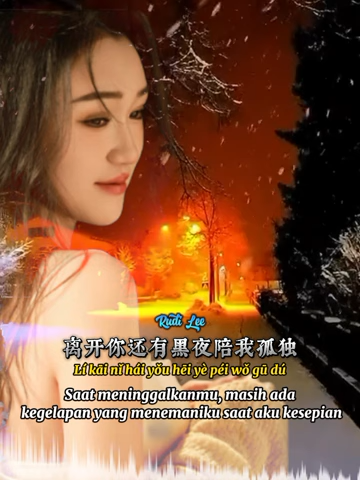 Rudi Lee
离开你还有黒夜陪我孤独
Lí kāi nǐ hái yǒu hēi yè péi wǒ gū dú
Saat meninggalkanmu, masih ada
kegelapan yang menemaniku saat aku kesepian